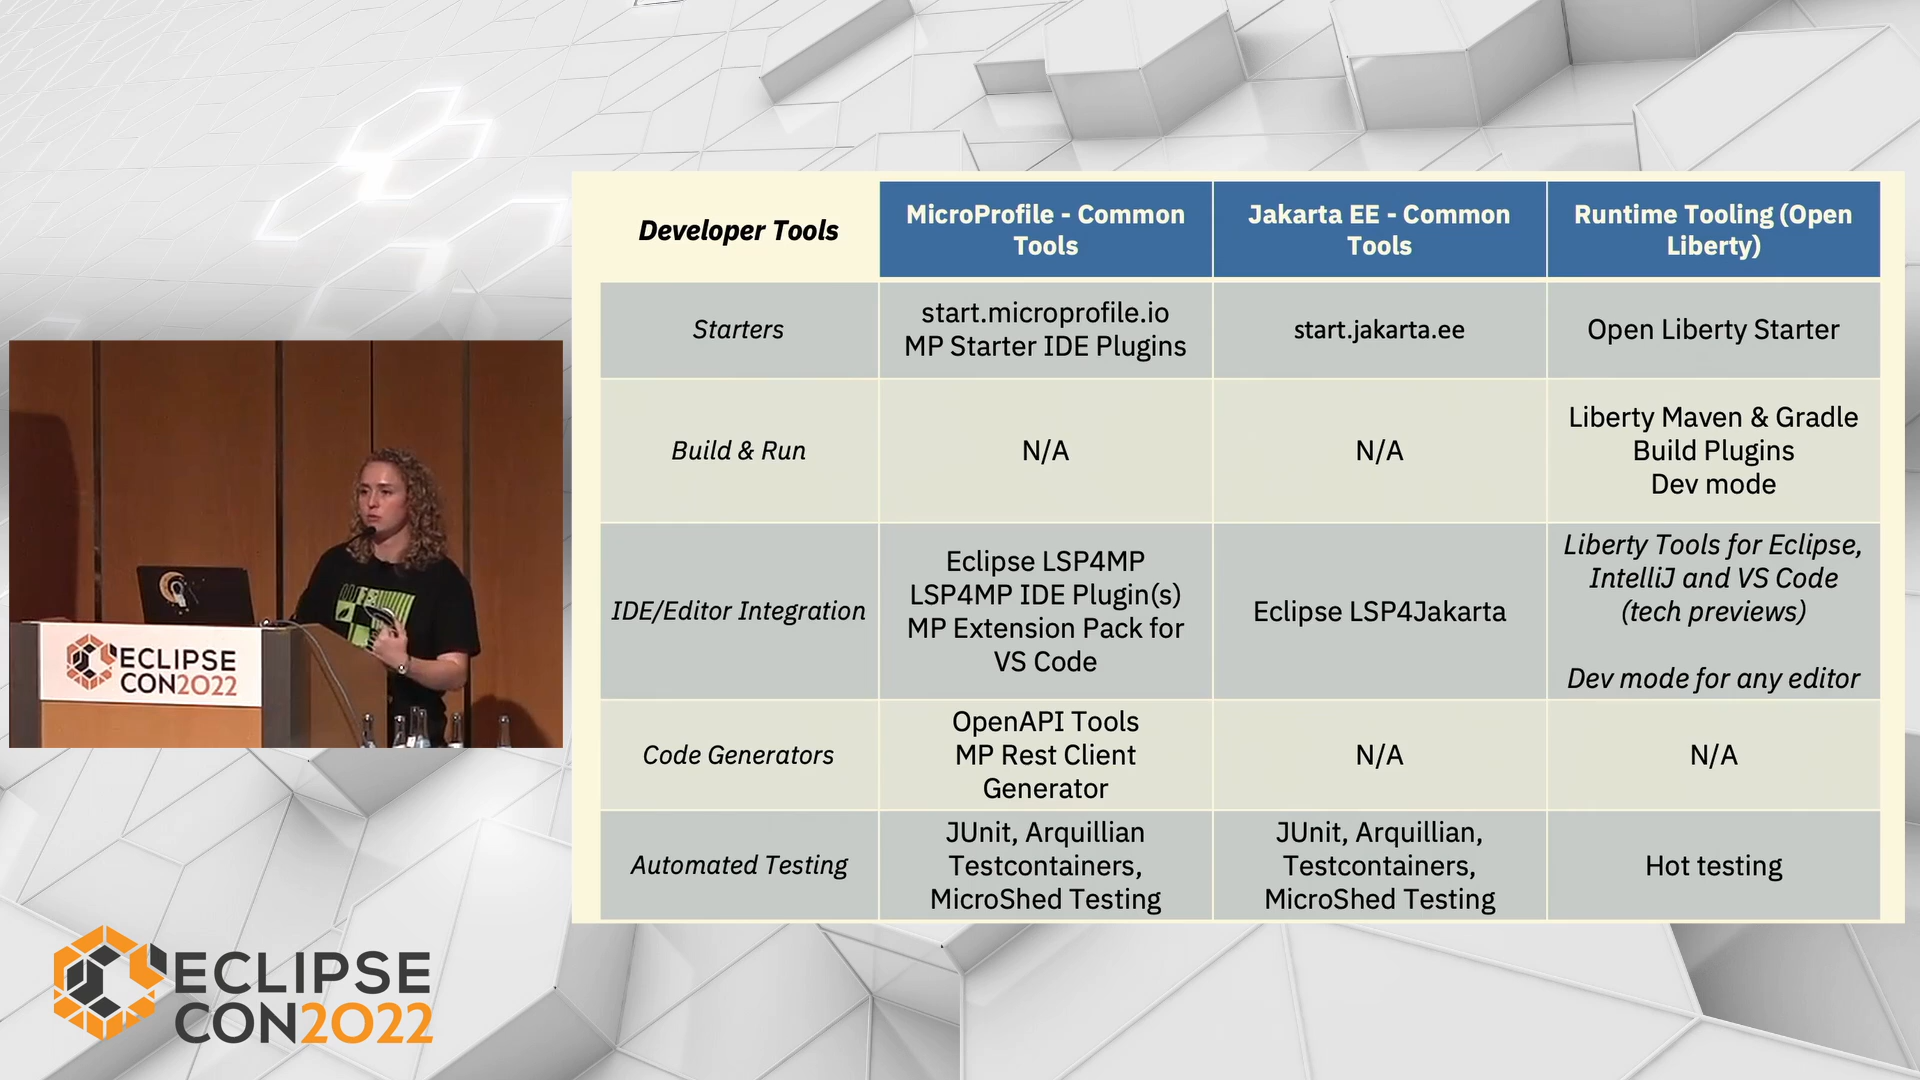 Developer Tools
MicroProfile - Common
Tools
Jakarta EE - Common
Tools
Runtime Tooling (Open
Liberty)
Starters
start.microprofile.io
MP Starter IDE Plugins
start.jakarta.ee
Open Liberty Starter
Build & Run
N/A
N/A
Liberty Maven & Gradle
Build Plugins
Dev mode
IDE/Editor Integration
Eclipse LSP4MP
LSP4MP IDE Plugin(s)
MP Extension Pack for
VS Code
Eclipse LSP4Jakarta
Liberty Tools for Eclipse,
IntelliJ and VS Code
(tech previews)
Dev mode for any editor
Code Generators
OpenAPI Tools
MP Rest Client
Generator
N/A
N/A
Automated Testing
JUnit, Arquillian
Testcontainers,
MicroShed Testing
JUnit, Arquillian,
Testcontainers,
MicroShed Testing
Hot testing
ECLIPSE
CON2022
ECLIPSE
CON2022